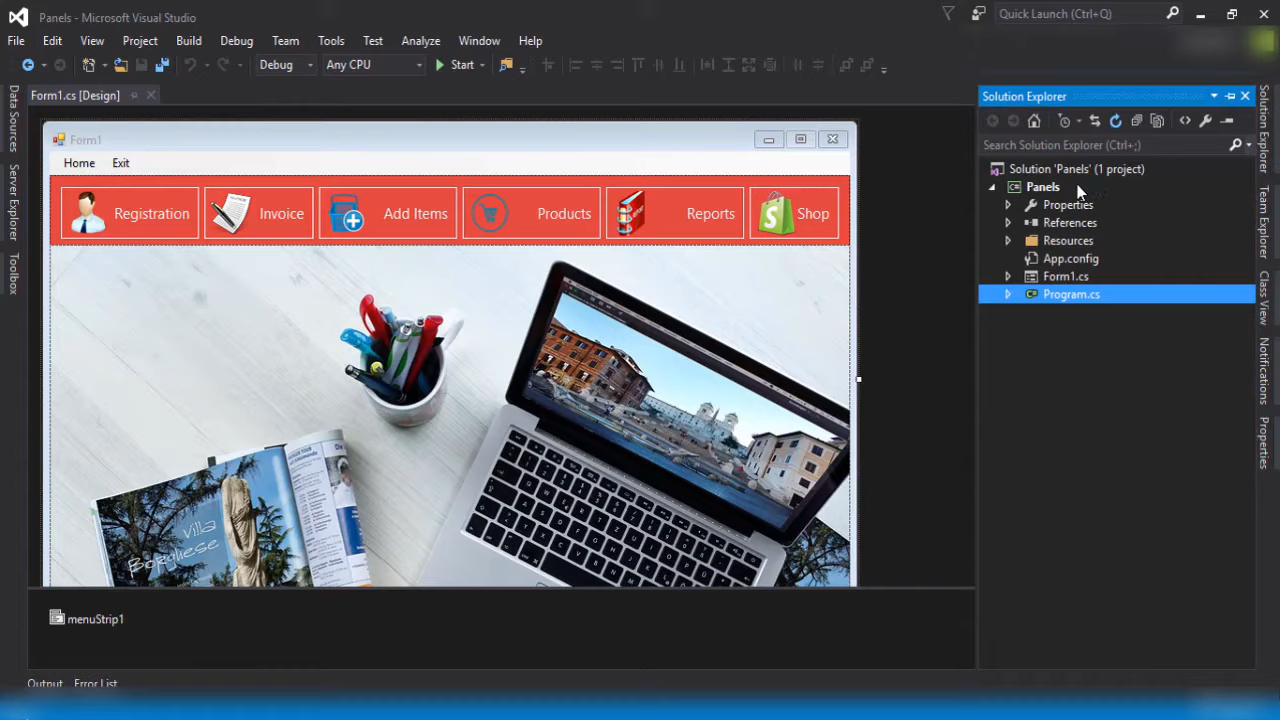 Panels - Microsoft Visual Studio
Quick Launch (Ctrl+Q)
File Edit View Project Build Debug Team Tools Test Analyze Window Help
Debug Any CPU Start
Form1.cs [Design]
Data Sources
Server Explorer
Toolbox
Form1
Home Exit
Registration Invoice Add Items Products Reports Shop
villa
Borghese
menuStrip1
Output Error List
Solution Explorer
Search Solution Explorer (Ctrl+;)
Solution 'Panels' (1 project)
Panels
Properties
References
Resources
App.config
Form1.cs
Program.cs
Solution Explorer
Team Explorer
Class View
Notifications
Properties